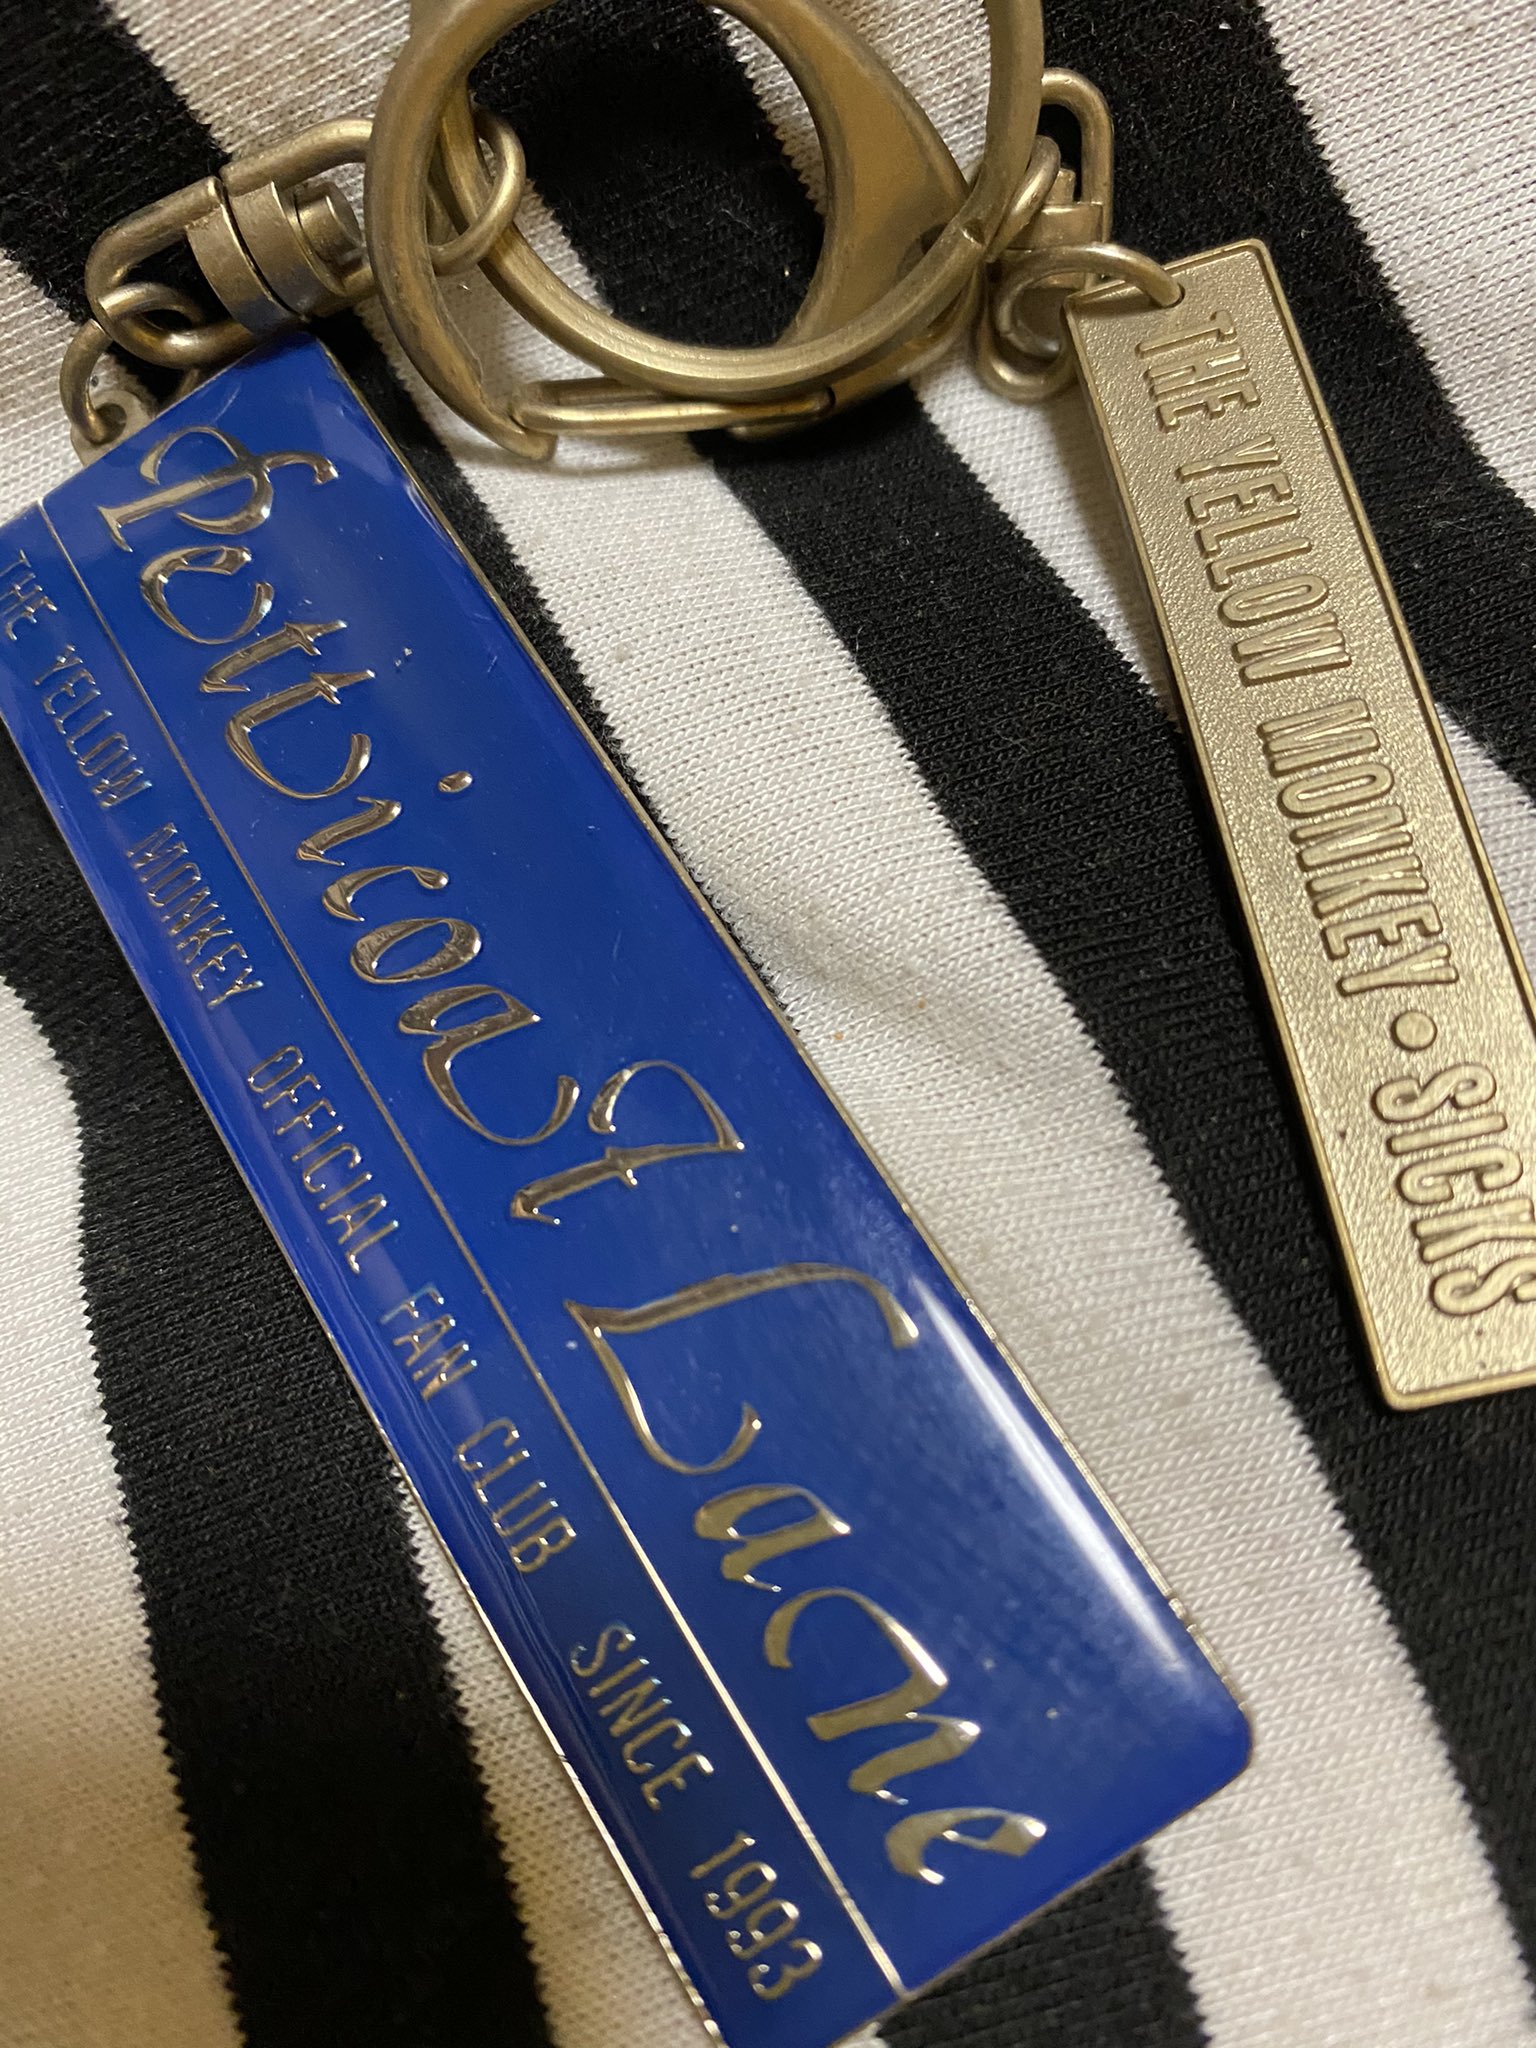 Petticoat Lane
THE YELLOW MONKEY OFFICIAL FAN CLUB SINCE 1993
THE YELLOW MONKEY • SICKS